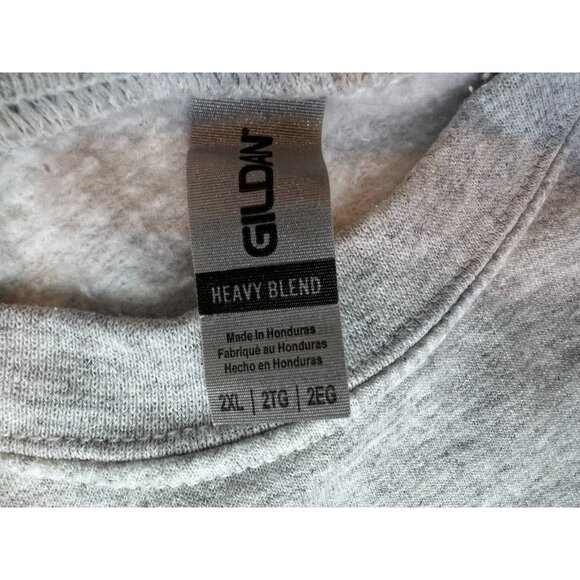 GILDAN
HEAVY BLEND
Made in Honduras
Fabriqué au Honduras
Hecho en Honduras
2XL | 2TG | 2EG